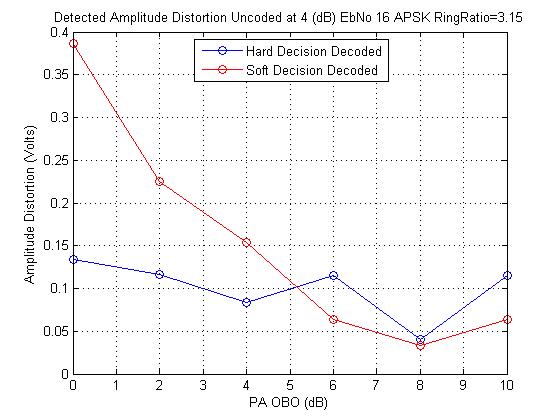 Detected Amplitude Distortion Uncoded at 4 (dB) EbNo 16 APSK RingRatio=3.15
Hard Decision Decoded
Soft Decision Decoded
Amplitude Distortion (Volts)
0.4
0.35
0.3
0.25
0.2
0.15
0.1
0.05
0
0 1 2 3 4 5 6 7 8 9 10
PA OBO (dB)